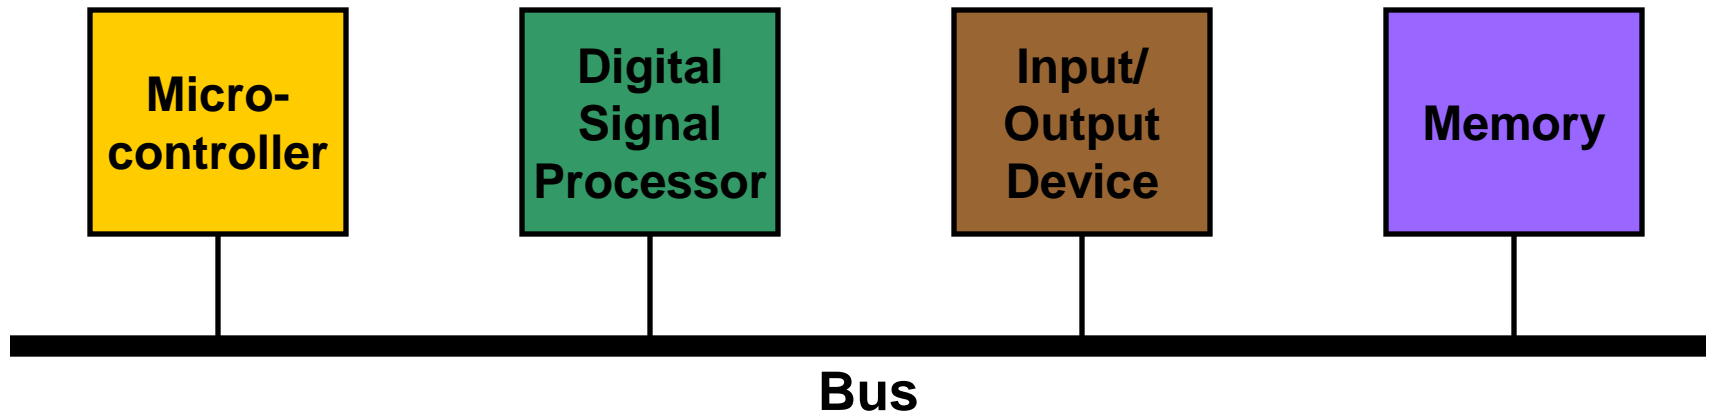 Micro-
controller
Digital
Signal
Processor
Input/
Output
Device
Memory
Bus